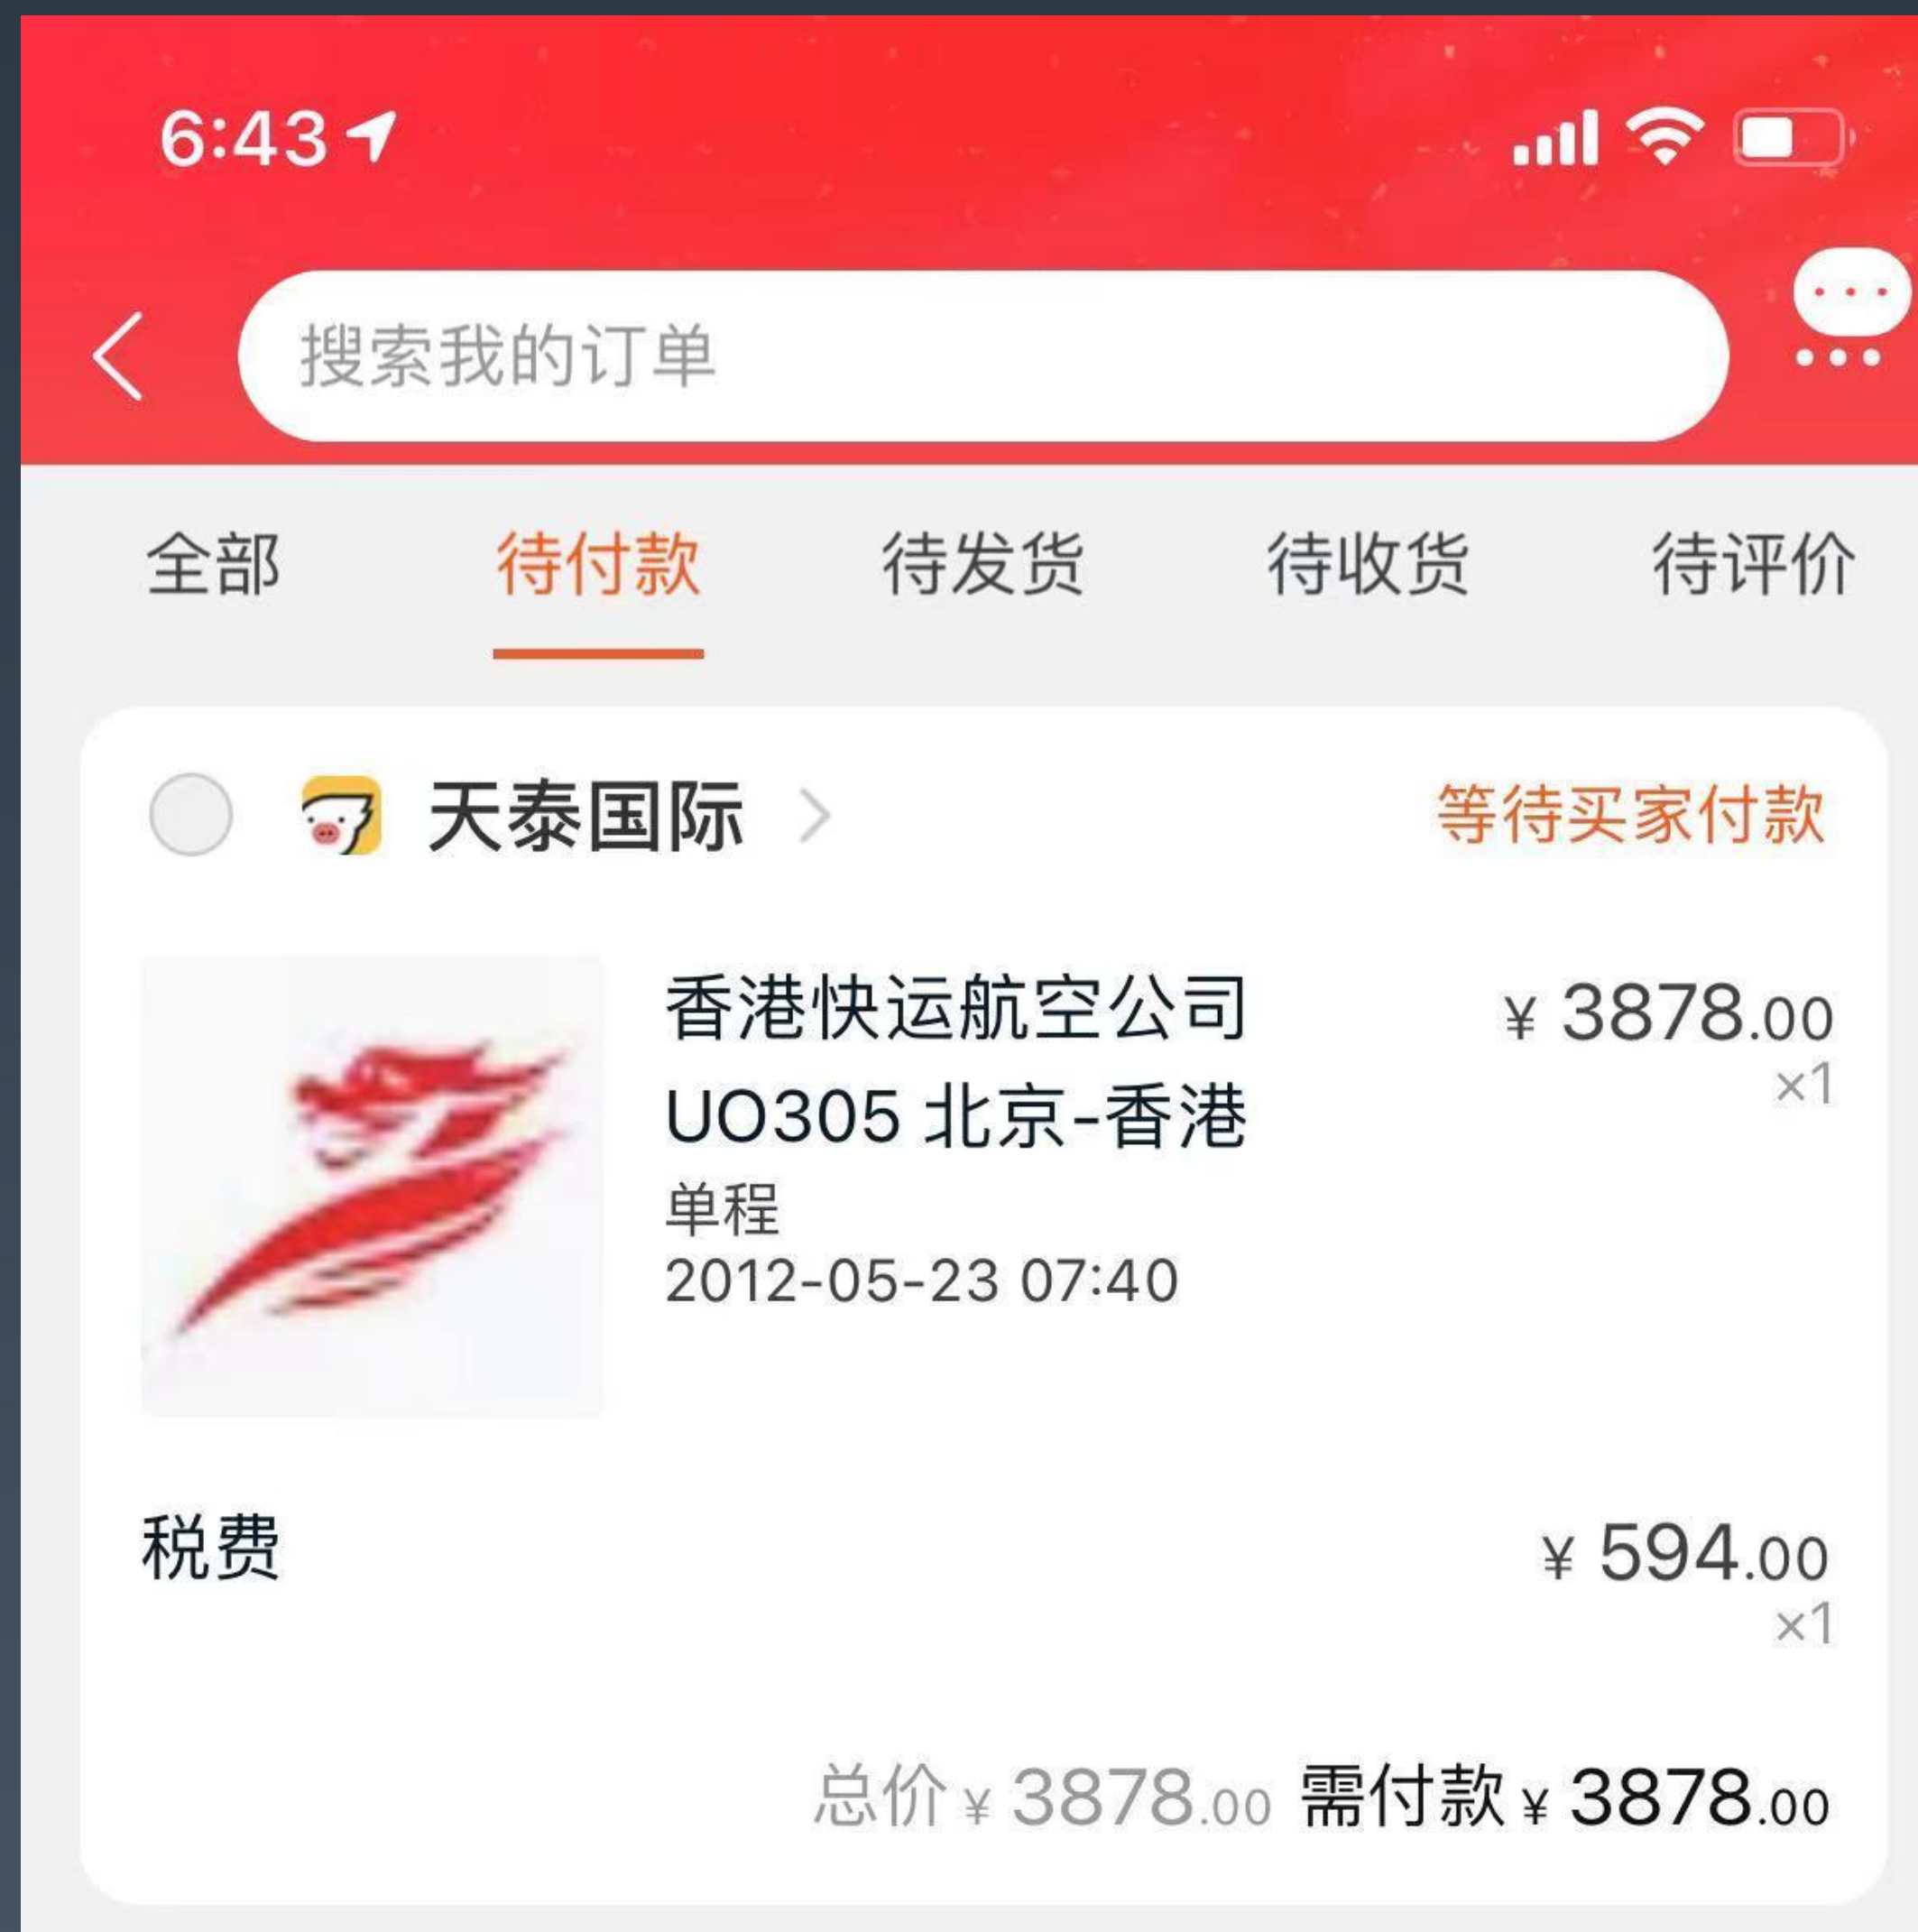 6:43
搜索我的订单
全部 待付款 待发货 待收货 待评价
天泰国际 等待买家付款
香港快运航空公司 ¥ 3878.00
×1
UO305 北京-香港
单程
2012-05-23 07:40
税费 ¥ 594.00
×1
总价 ¥ 3878.00 需付款 ¥ 3878.00